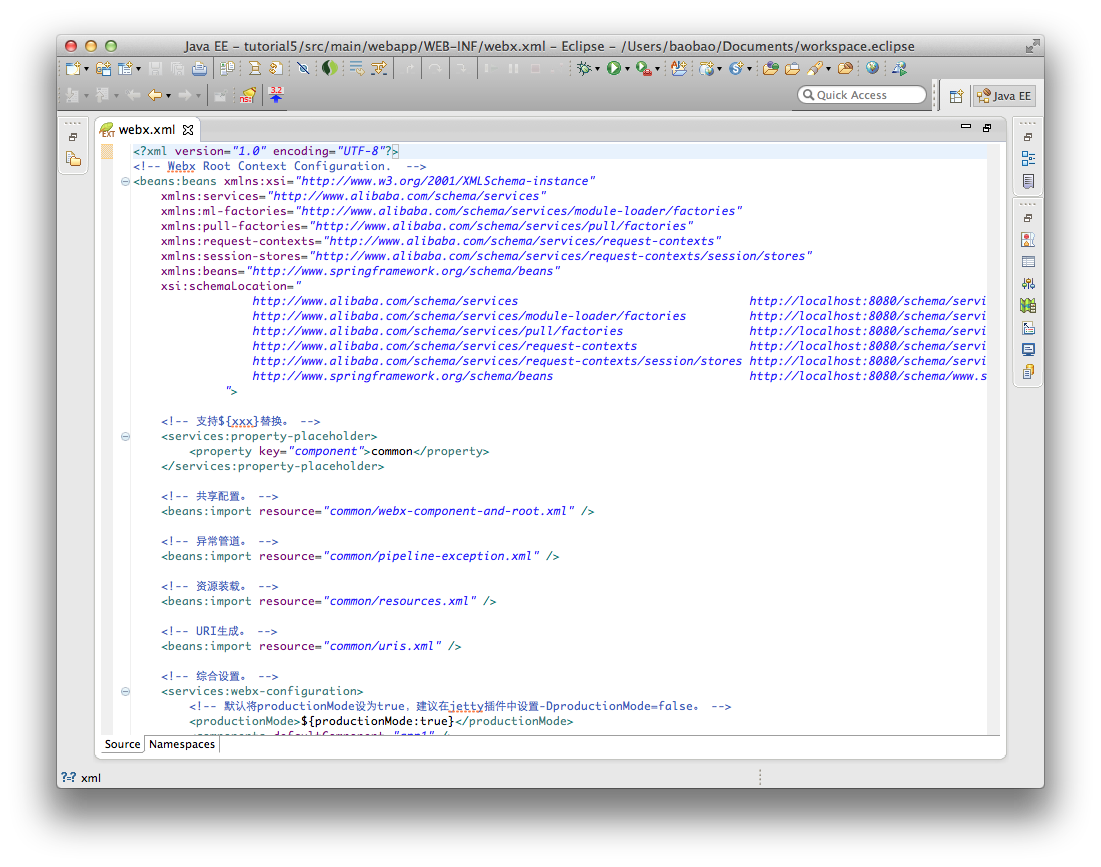 Java EE – tutorial5/src/main/webapp/WEB-INF/webx.xml – Eclipse – /Users/baobao/Documents/workspace.eclipse
Quick Access
Java EE
webx.xml
<?xml version="1.0" encoding="UTF-8"?>
<!-- Webx Root Context Configuration.  -->
<beans:beans xmlns:xsi="http://www.w3.org/2001/XMLSchema-instance"
xmlns:services="http://www.alibaba.com/schema/services"
xmlns:ml-factories="http://www.alibaba.com/schema/services/module-loader/factories"
xmlns:pull-factories="http://www.alibaba.com/schema/services/pull/factories"
xmlns:request-contexts="http://www.alibaba.com/schema/services/request-contexts"
xmlns:session-stores="http://www.alibaba.com/schema/services/request-contexts/session/stores"
xmlns:beans="http://www.springframework.org/schema/beans"
xsi:schemaLocation="
http://www.alibaba.com/schema/services http://localhost:8080/schema/servi
http://www.alibaba.com/schema/services/module-loader/factories http://localhost:8080/schema/servi
http://www.alibaba.com/schema/services/pull/factories http://localhost:8080/schema/servi
http://www.alibaba.com/schema/services/request-contexts http://localhost:8080/schema/servi
http://www.alibaba.com/schema/services/request-contexts/session/stores http://localhost:8080/schema/servi
http://www.springframework.org/schema/beans http://localhost:8080/schema/www.s
">
<!-- 支持${xxx}替换。 -->
<services:property-placeholder>
<property key="component">common</property>
</services:property-placeholder>
<!-- 共享配置。 -->
<beans:import resource="common/webx-component-and-root.xml" />
<!-- 异常管道。 -->
<beans:import resource="common/pipeline-exception.xml" />
<!-- 资源装载。 -->
<beans:import resource="common/resources.xml" />
<!-- URI生成。 -->
<beans:import resource="common/uris.xml" />
<!-- 综合设置。 -->
<services:webx-configuration>
<!-- 默认将productionMode设为true，建议在jetty插件中设置-DproductionMode=false。 -->
<productionMode>${productionMode:true}</productionMode>
Source Namespaces
xml